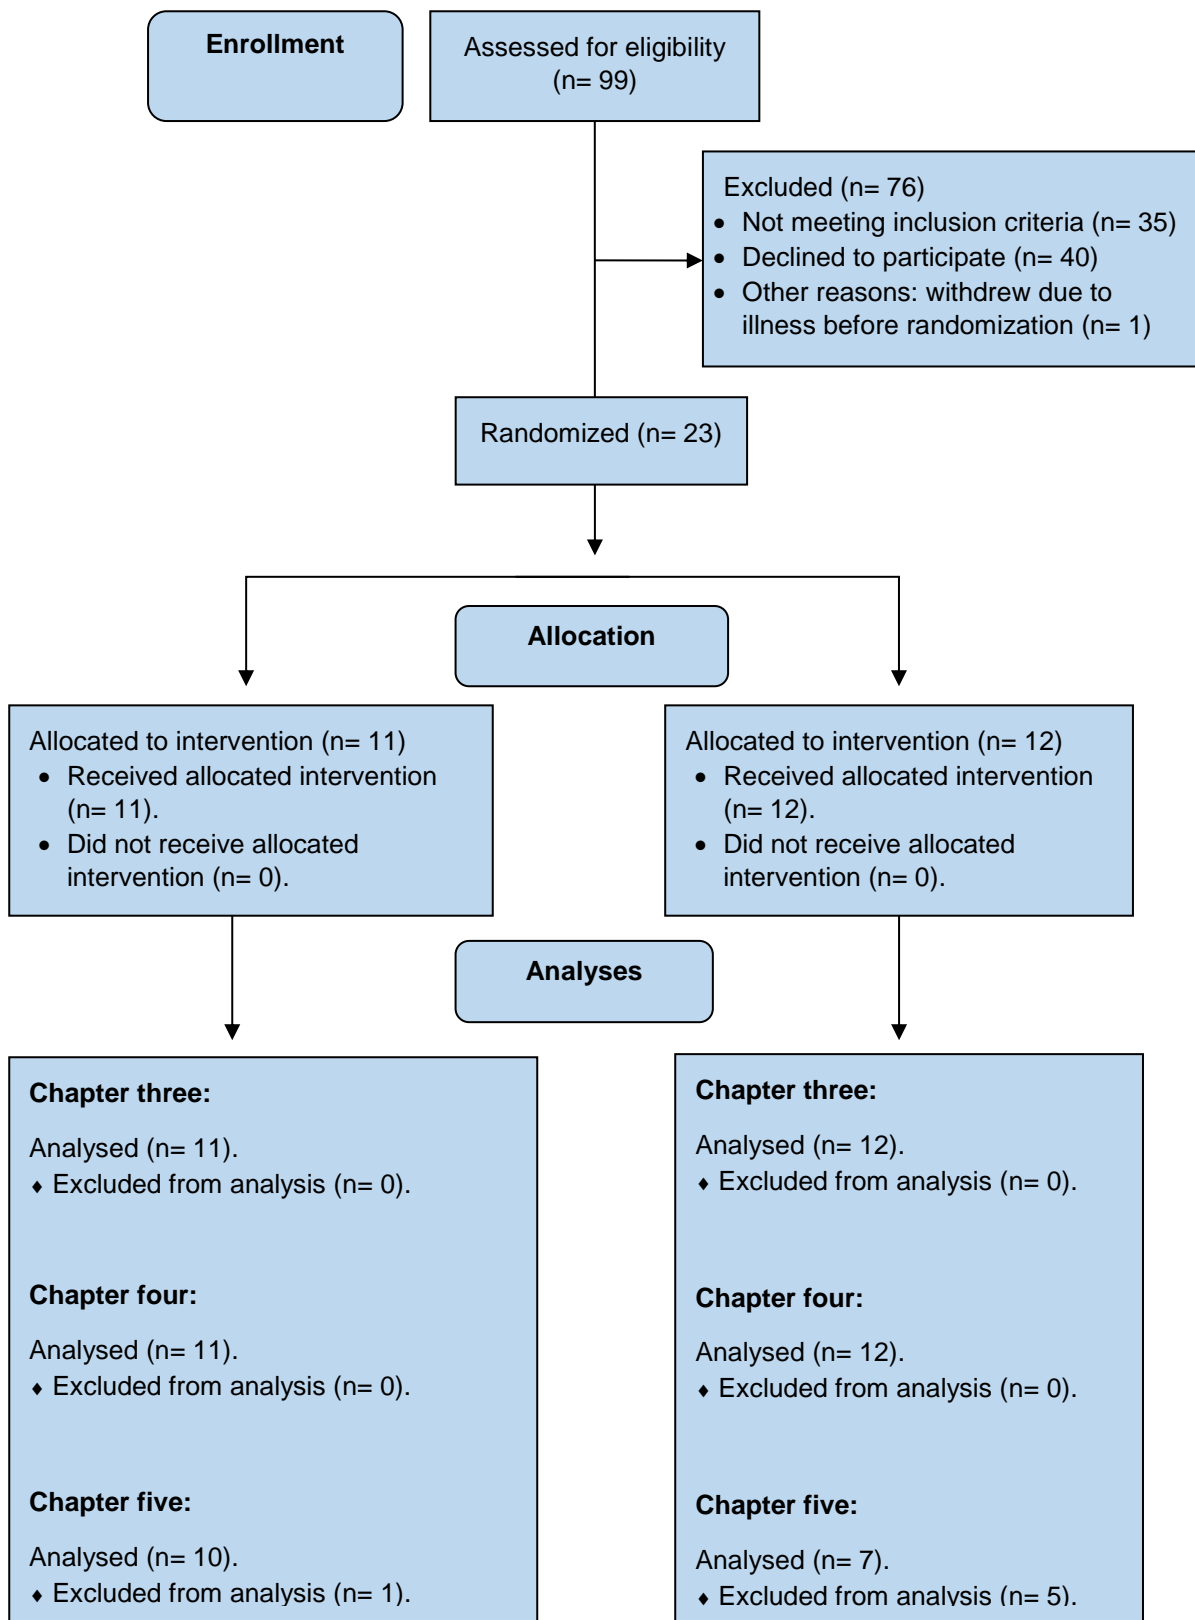 Enrollment
Assessed for eligibility
(n= 99)
Excluded (n= 76)
• Not meeting inclusion criteria (n= 35)
• Declined to participate (n= 40)
• Other reasons: withdrew due to
illness before randomization (n= 1)
Randomized (n= 23)
Allocation
Allocated to intervention (n= 11)
• Received allocated intervention
(n= 11).
• Did not receive allocated
intervention (n= 0).
Allocated to intervention (n= 12)
• Received allocated intervention
(n= 12).
• Did not receive allocated
intervention (n= 0).
Analyses
Chapter three:
Analysed (n= 11).
♦ Excluded from analysis (n= 0).
Chapter four:
Analysed (n= 11).
♦ Excluded from analysis (n= 0).
Chapter five:
Analysed (n= 10).
♦ Excluded from analysis (n= 1).
Chapter three:
Analysed (n= 12).
♦ Excluded from analysis (n= 0).
Chapter four:
Analysed (n= 12).
♦ Excluded from analysis (n= 0).
Chapter five:
Analysed (n= 7).
♦ Excluded from analysis (n= 5).